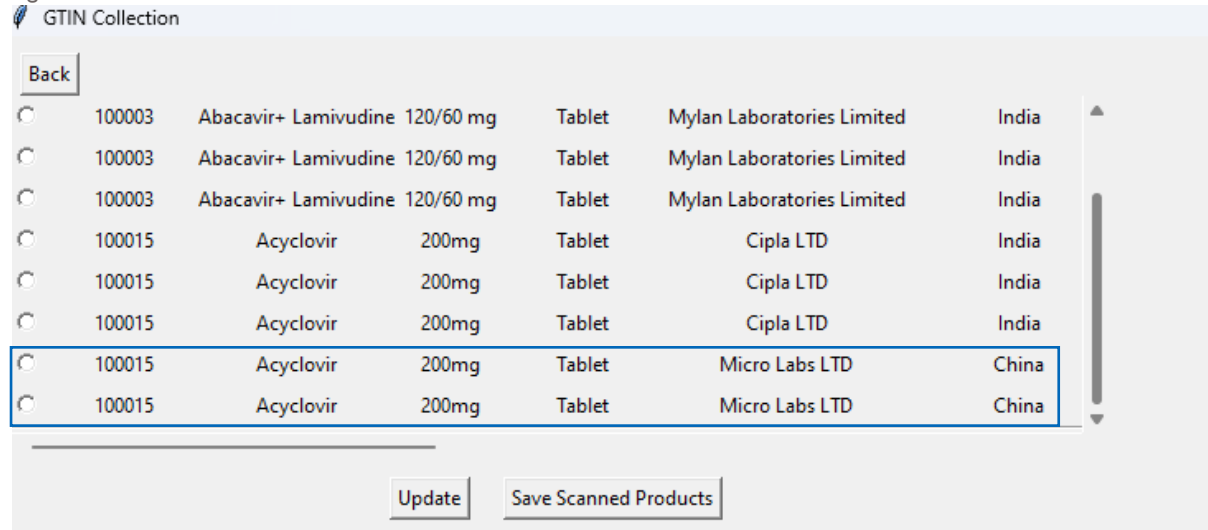 GTIN Collection
Back
100003 Abacavir+ Lamivudine 120/60 mg Tablet Mylan Laboratories Limited India
100003 Abacavir+ Lamivudine 120/60 mg Tablet Mylan Laboratories Limited India
100003 Abacavir+ Lamivudine 120/60 mg Tablet Mylan Laboratories Limited India
100015 Acyclovir 200mg Tablet Cipla LTD India
100015 Acyclovir 200mg Tablet Cipla LTD India
100015 Acyclovir 200mg Tablet Cipla LTD India
100015 Acyclovir 200mg Tablet Micro Labs LTD China
100015 Acyclovir 200mg Tablet Micro Labs LTD China
Update Save Scanned Products